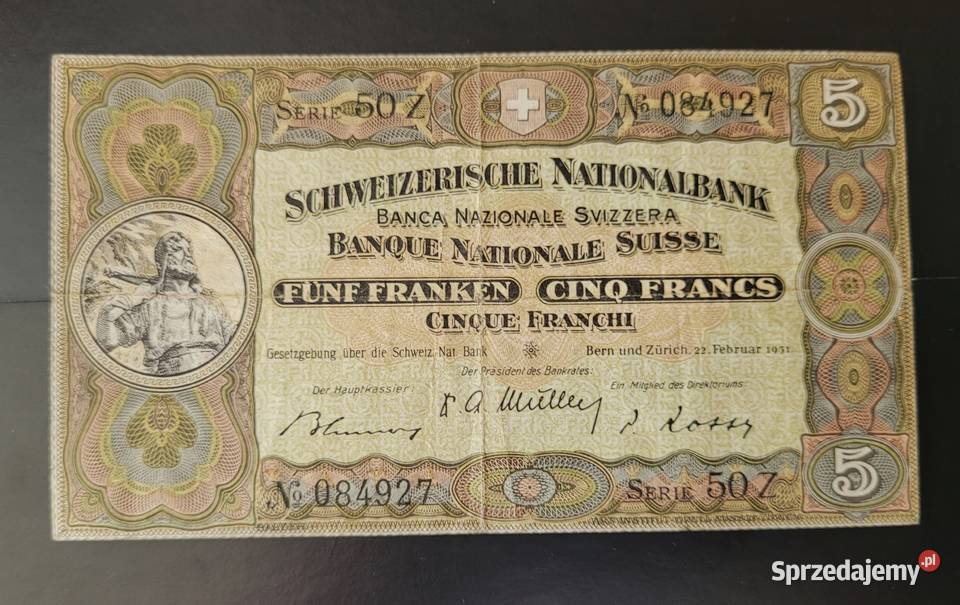 SERIE 50 Z
№ 084927
5
SCHWEIZERISCHE NATIONALBANK
BANCA NAZIONALE SVIZZERA
BANQUE NATIONALE SUISSE
FÜNF FRANKEN CINQ FRANCS
CINQUE FRANCHI
Gesetzgebung über die Schweiz. Nat Bank
Bern und Zürich, 22. Februar 1951
Der Präsident des Bankrates:
Der Hauptkassier:
Ein Mitglied des Direktoriums
A. Müller
Rossy
№ 084927
SERIE 50 Z
5
Sprzedajemy.pl